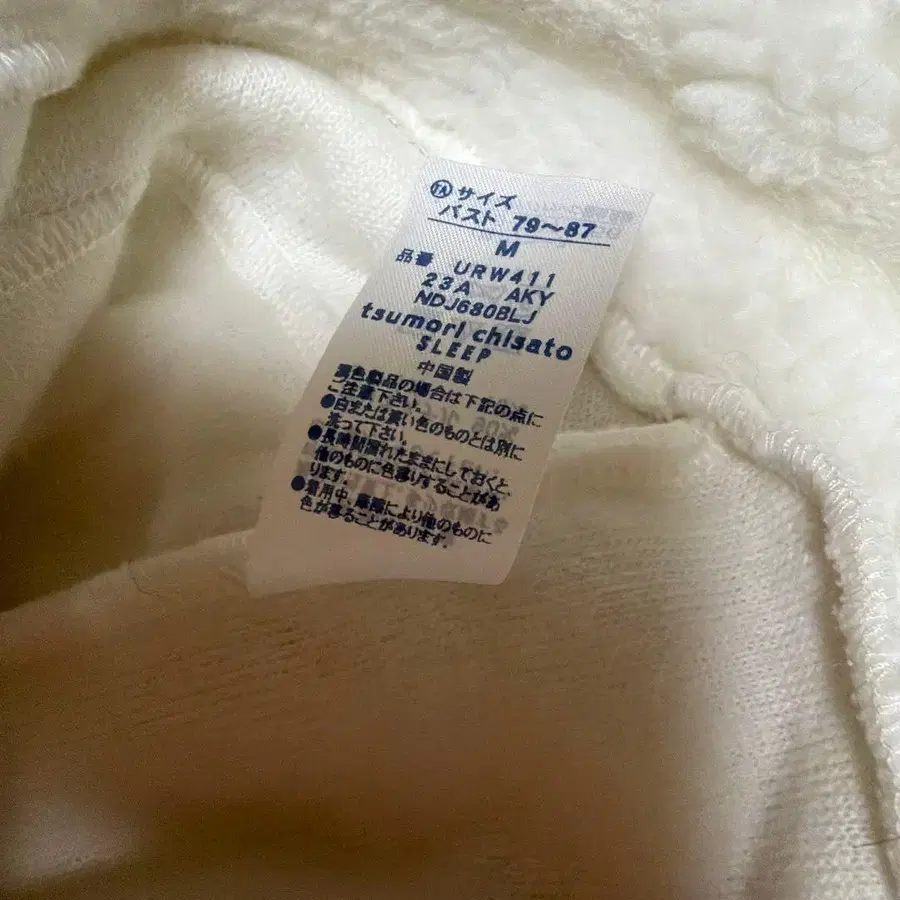 TA サイズ
バスト 79〜87
M
品番 URW411
23A AKY
NDJ680BLJ
tsumori chisato
SLEEP
中国製
濃色製品の場合は下記の点に
ご注意下さい。
●白または薄い色のものとは別に
洗って下さい。
●長時間濡れたままにしておくと、
他のものに色移りすることがあ
ります。
●着用中、摩擦により他のものに
色が移ることがあります。